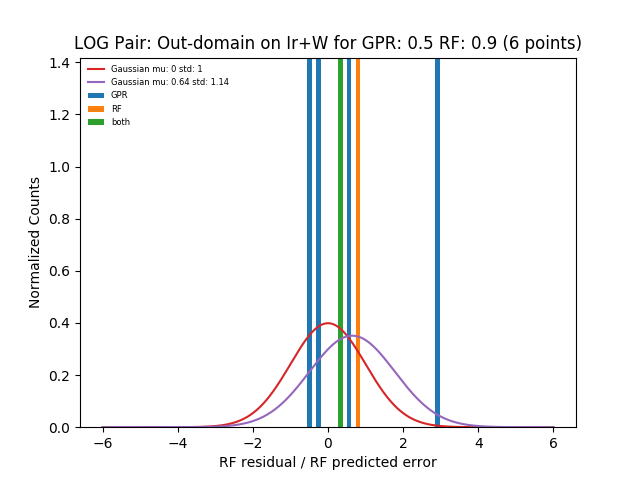 LOG Pair: Out-domain on Ir+W for GPR: 0.5 RF: 0.9 (6 points)
Gaussian mu: 0 std: 1
Gaussian mu: 0.64 std: 1.14
GPR
RF
both
Normalized Counts
1.4
1.2
1.0
0.8
0.6
0.4
0.2
0.0
−6 −4 −2 0 2 4 6
RF residual / RF predicted error